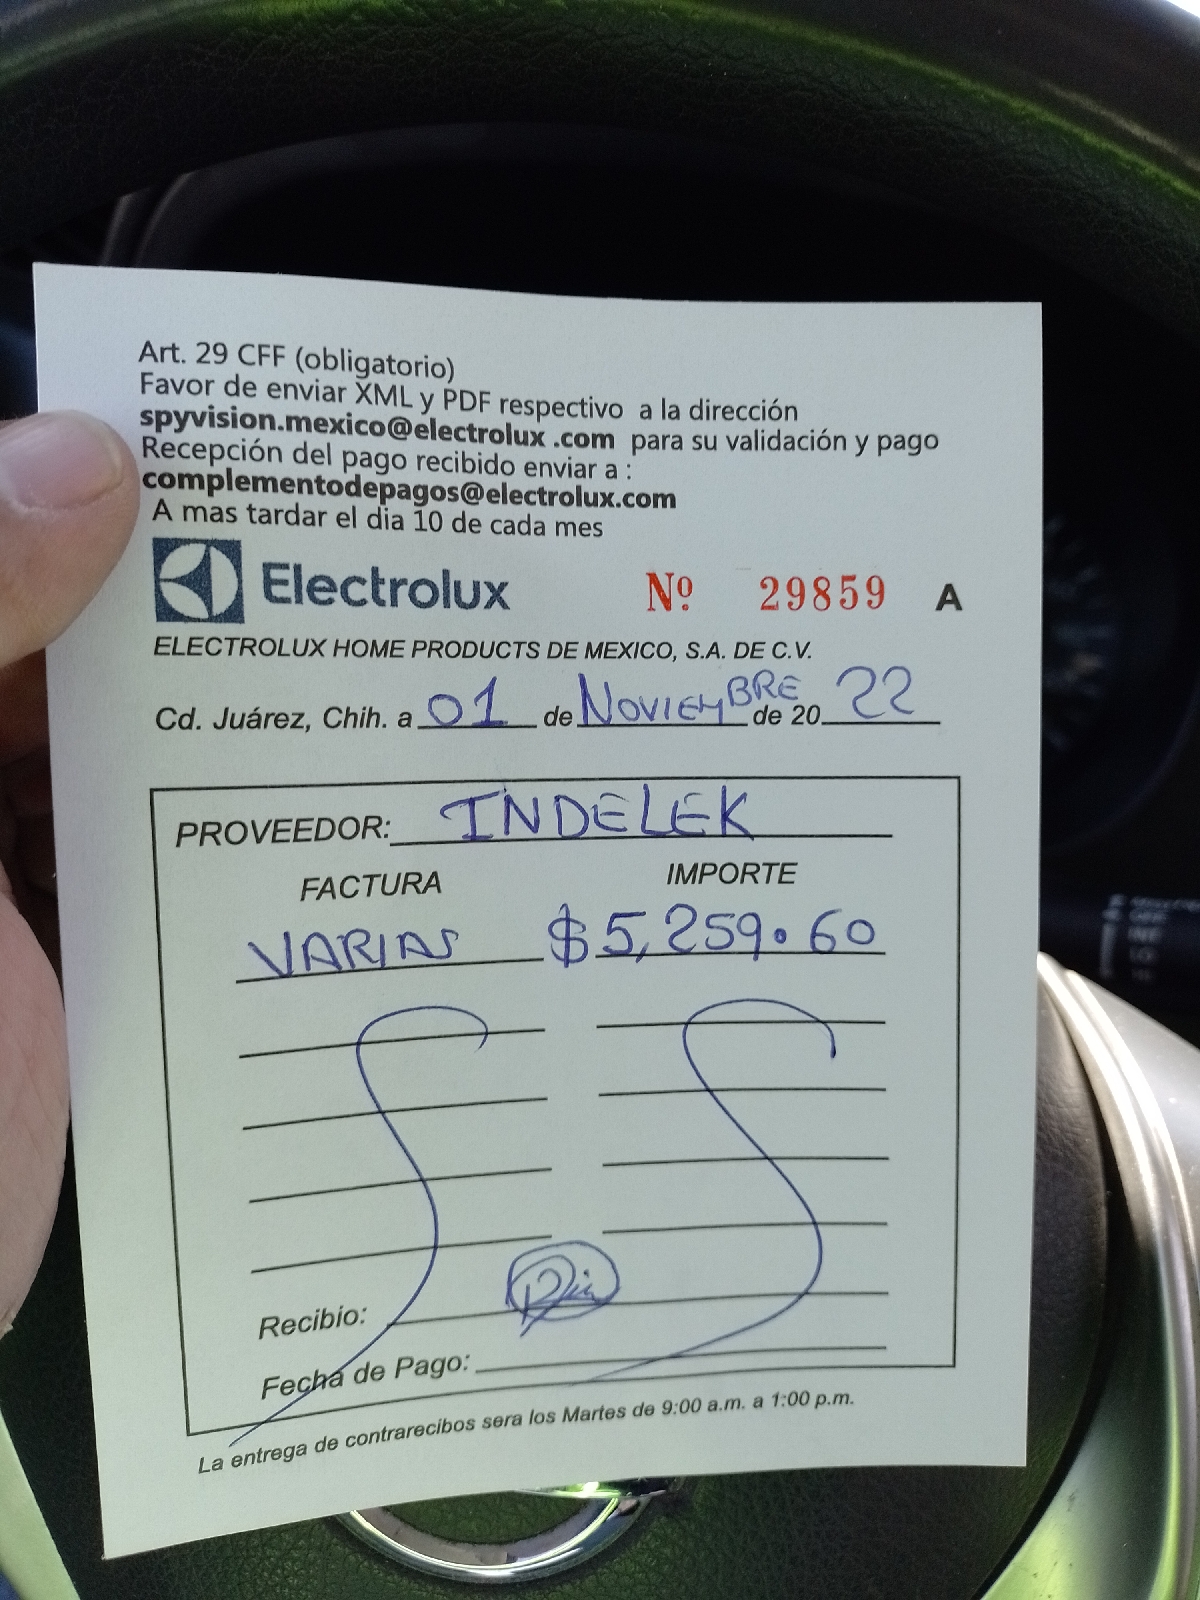 Art. 29 CFF (obligatorio)
Favor de enviar XML y PDF respectivo a la dirección
spyvision.mexico@electrolux .com para su validación y pago
Recepción del pago recibido enviar a :
complementodepagos@electrolux.com
A mas tardar el dia 10 de cada mes
Electrolux Nº 29859 A
ELECTROLUX HOME PRODUCTS DE MEXICO, S.A. DE C.V.
Cd. Juárez, Chih. a 01 de NOVIEMBRE de 20 22
PROVEEDOR: INDELEK
FACTURA IMPORTE
VARIAS $5,259.60
Recibio:
Fecha de Pago:
La entrega de contrarecibos sera los Martes de 9:00 a.m. a 1:00 p.m.